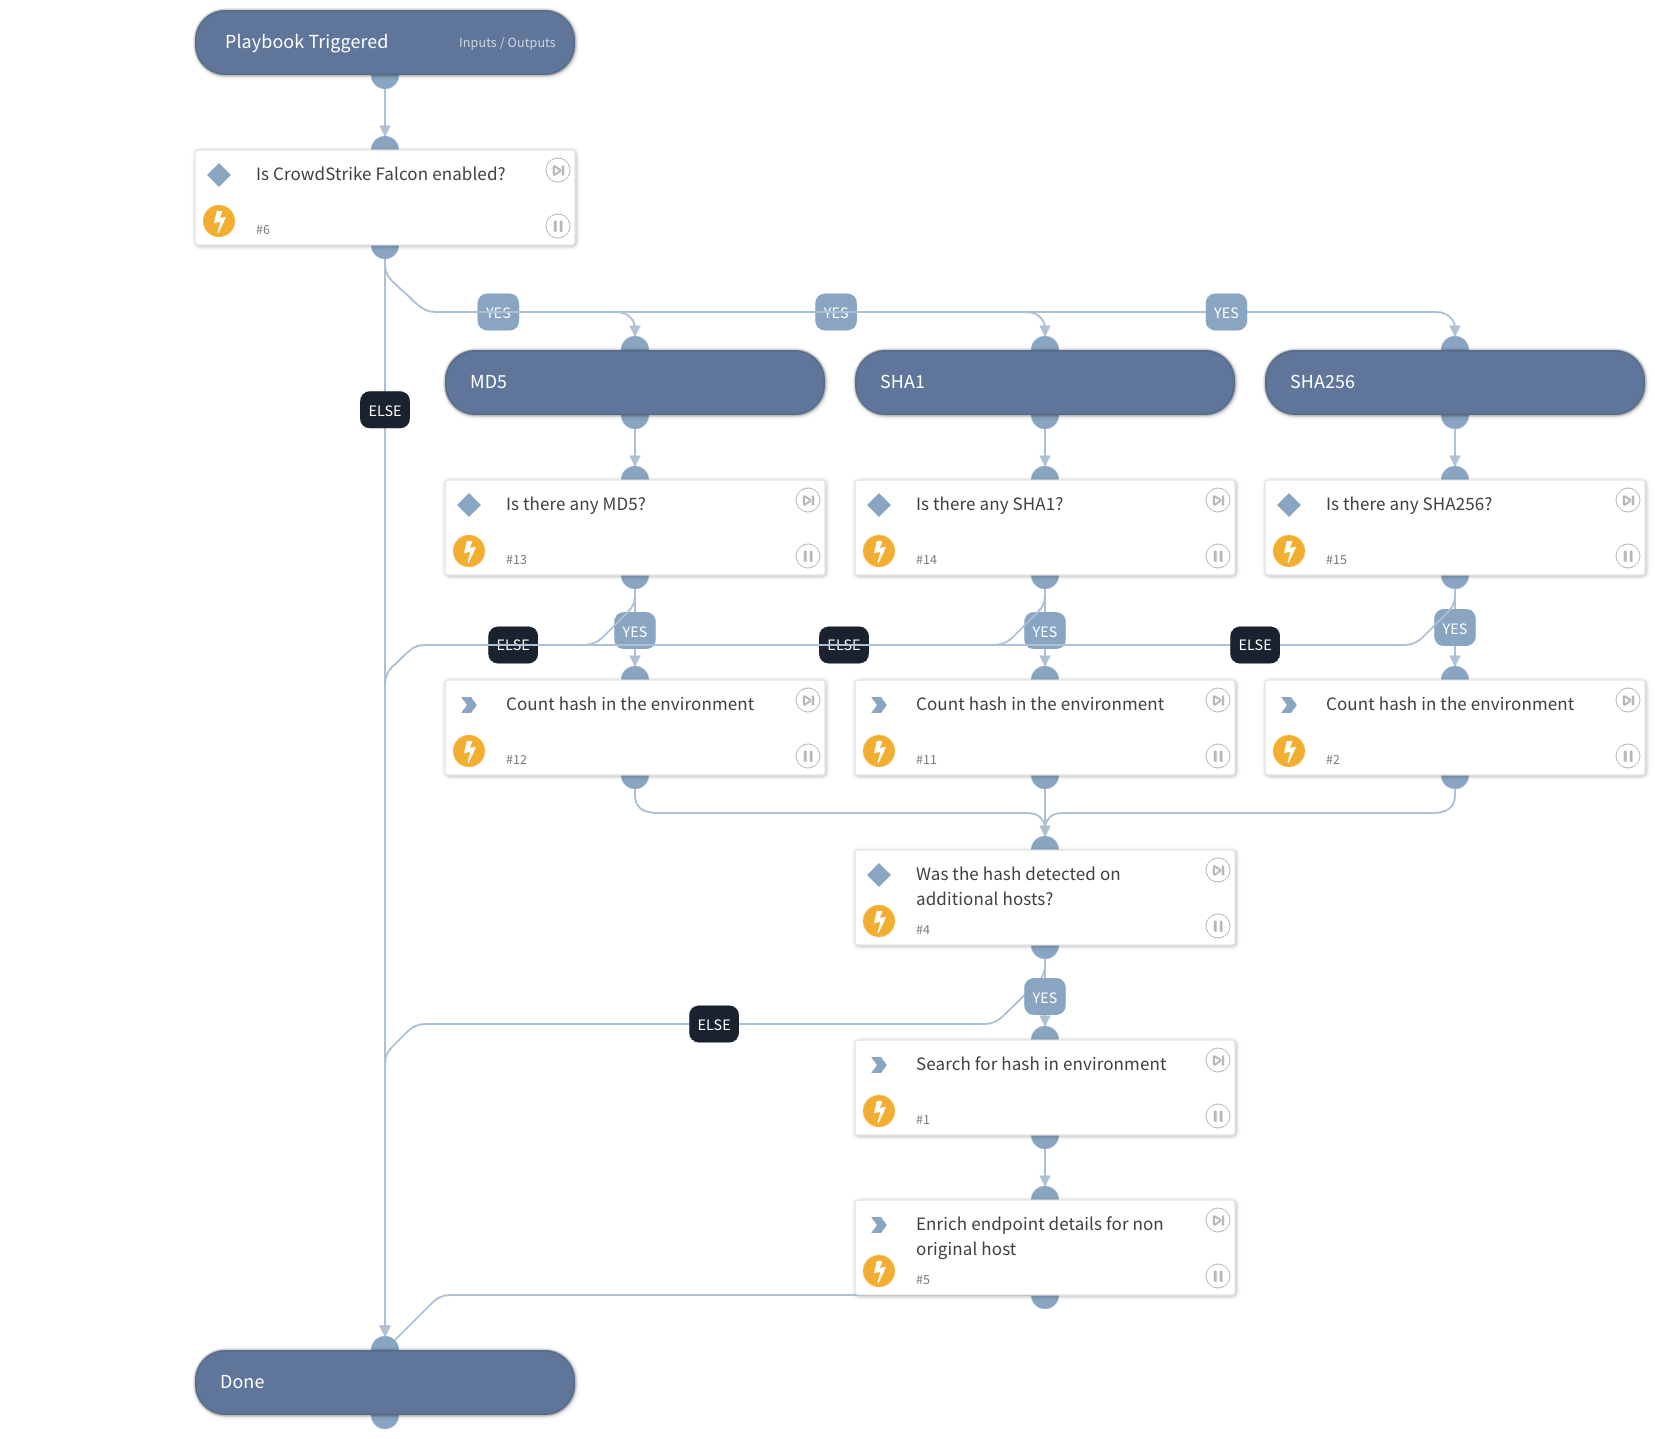 Playbook Triggered
Inputs / Outputs
Is CrowdStrike Falcon enabled?
#6
YES
YES
YES
ELSE
MD5
SHA1
SHA256
Is there any MD5?
#13
Is there any SHA1?
#14
Is there any SHA256?
#15
YES
YES
YES
ELSE
ELSE
ELSE
Count hash in the environment
#12
Count hash in the environment
#11
Count hash in the environment
#2
Was the hash detected on
additional hosts?
#4
YES
ELSE
Search for hash in environment
#1
Enrich endpoint details for non
original host
#5
Done